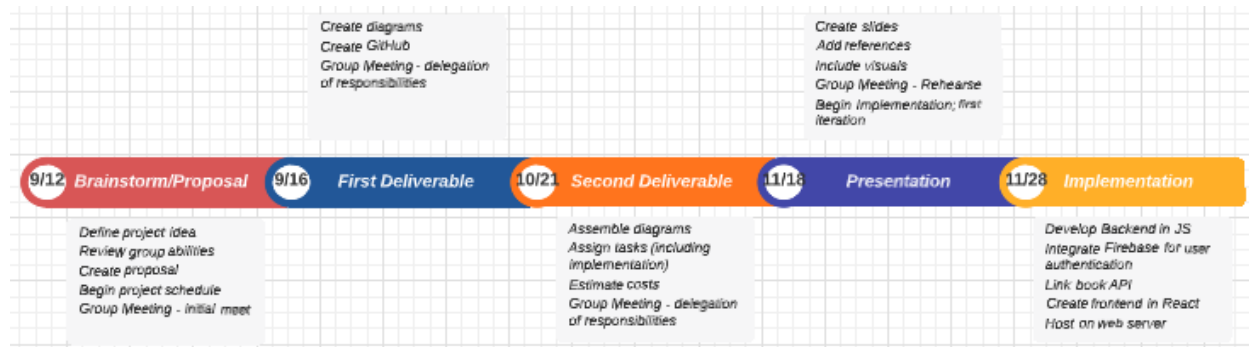 Create diagrams
Create GitHub
Group Meeting - delegation
of responsibilities
Create slides
Add references
Include visuals
Group Meeting - Rehearse
Begin Implementation; first
iteration
9/12 Brainstorm/Proposal
9/16 First Deliverable
10/21 Second Deliverable
11/18 Presentation
11/28 Implementation
Define project idea
Review group abilities
Create proposal
Begin project schedule
Group Meeting - initial meet
Assemble diagrams
Assign tasks (including
implementation)
Estimate costs
Group Meeting - delegation
of responsibilities
Develop Backend in JS
Integrate Firebase for user
authentication
Link book API
Create frontend in React
Host on web server